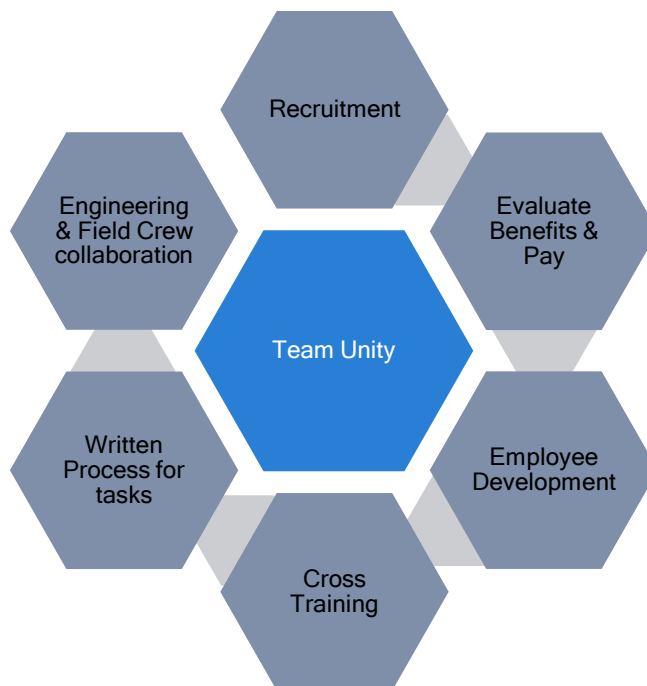 Recruitment
Engineering
& Field Crew
collaboration
Evaluate
Benefits &
Pay
Team Unity
Written
Process for
tasks
Employee
Development
Cross
Training